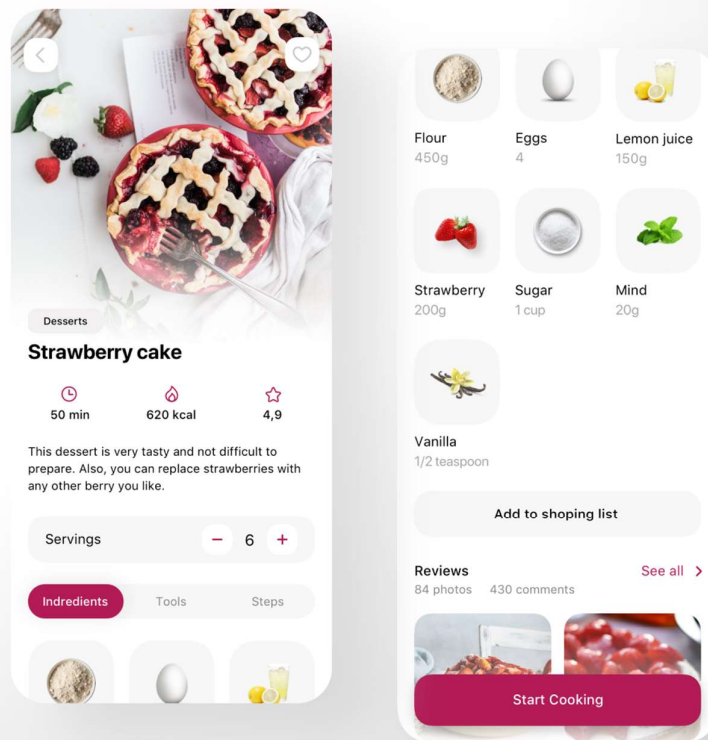 Desserts
Strawberry cake
50 min
620 kcal
4,9
This dessert is very tasty and not difficult to
prepare. Also, you can replace strawberries with
any other berry you like.
Servings
6
Indredients
Tools
Steps
Flour
450g
Eggs
4
Lemon juice
150g
Strawberry
200g
Sugar
1 cup
Mind
20g
Vanilla
1/2 teaspoon
Add to shoping list
Reviews
See all
84 photos
430 comments
Start Cooking